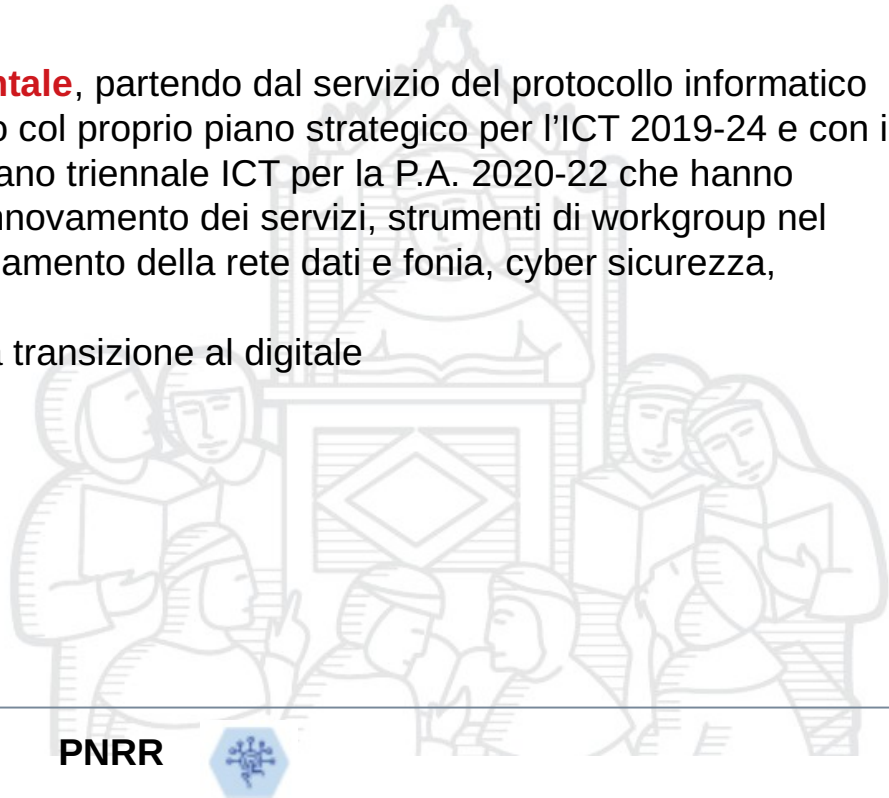 ntale, partendo dal servizio del protocollo informatico
o col proprio piano strategico per l’ICT 2019-24 e con i
ano triennale ICT per la P.A. 2020-22 che hanno
nnovamento dei servizi, strumenti di workgroup nel
amento della rete dati e fonia, cyber sicurezza,
a transizione al digitale
PNRR